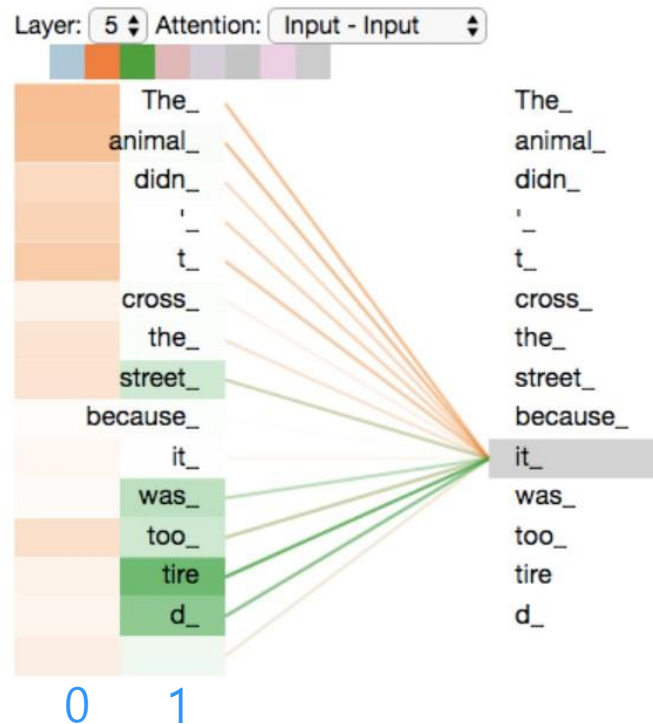 Layer: 5 Attention: Input - Input
The_ The_
animal_ animal_
didn_ didn_
'_ '_
t_ t_
cross_ cross_
the_ the_
street_ street_
because_ because_
it_ it_
was_ was_
too_ too_
tire tire
d_ d_
0 1